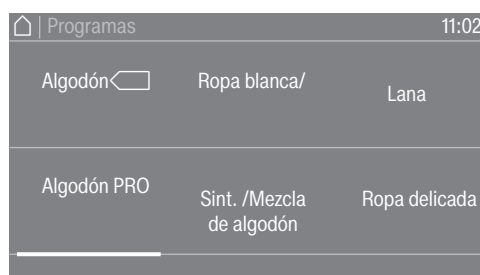 | Programas 11:02
Algodón Ropa blanca/ Lana
Algodón PRO Sint. /Mezcla Ropa delicada
de algodón